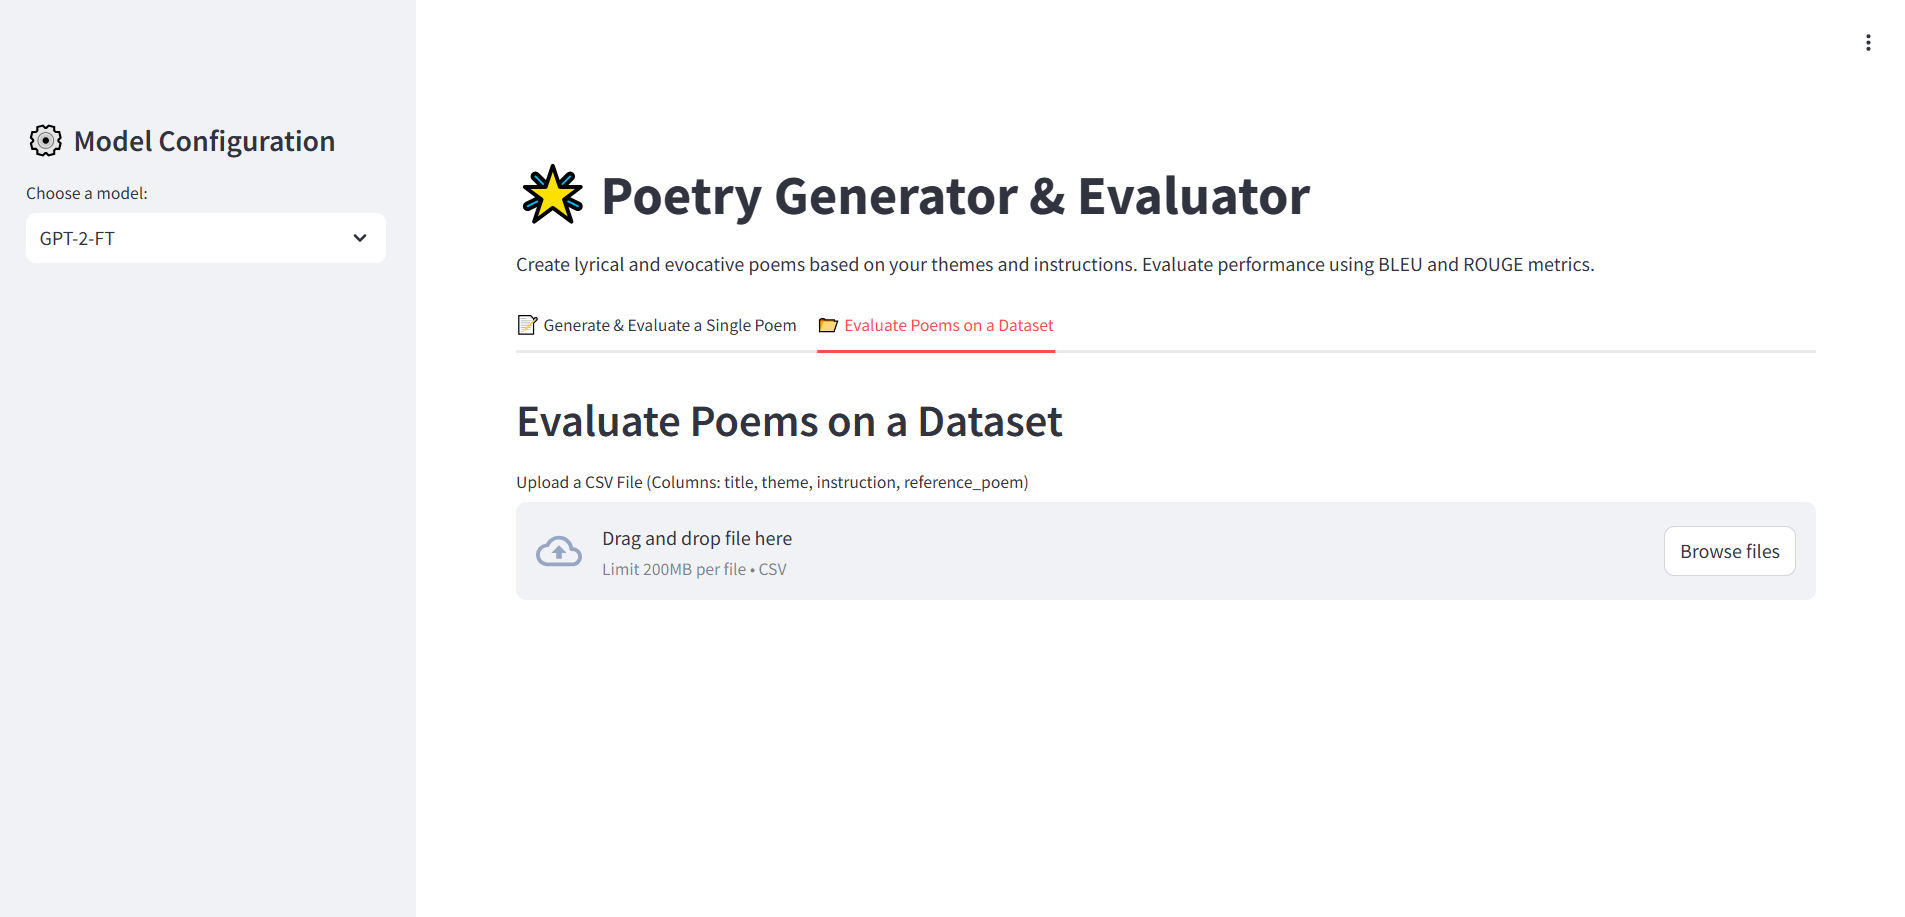 Model Configuration
Choose a model:
GPT-2-FT
Poetry Generator & Evaluator
Create lyrical and evocative poems based on your themes and instructions. Evaluate performance using BLEU and ROUGE metrics.
Generate & Evaluate a Single Poem
Evaluate Poems on a Dataset
Evaluate Poems on a Dataset
Upload a CSV File (Columns: title, theme, instruction, reference_poem)
Drag and drop file here
Limit 200MB per file • CSV
Browse files